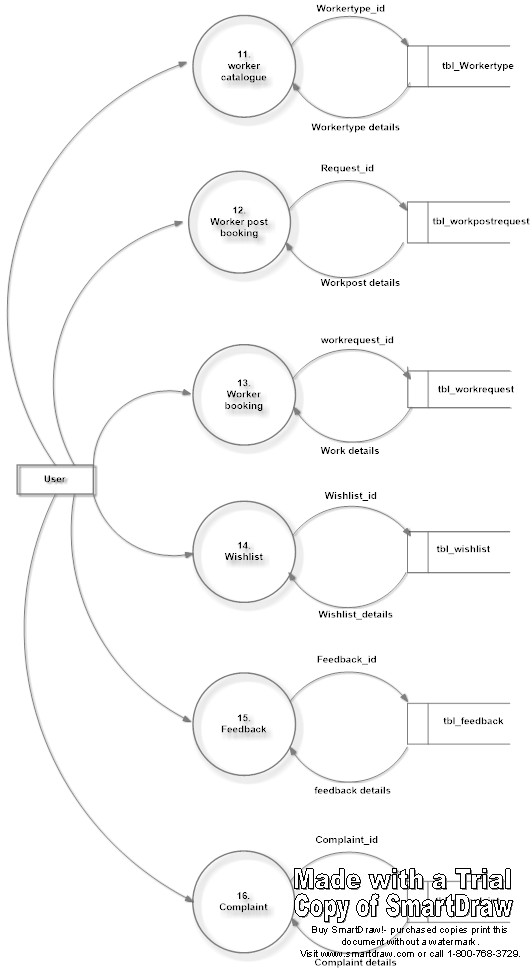 Workertype_id
11.
worker
catalogue
tbl_Workertype
Workertype details
Request_id
12.
Worker post
booking
tbl_workpostrequest
Workpost details
workrequest_id
13.
Worker
booking
tbl_workrequest
Work details
User
Wishlist_id
14.
Wishlist
tbl_wishlist
Wishlist_details
Feedback_id
15.
Feedback
tbl_feedback
feedback details
Complaint_id
16.
Complaint
Made with a Trial
Copy of SmartDraw
Buy SmartDraw!- purchased copies print this
document without a watermark.
Visit www.smartdraw.com or call 1-800-768-3729.
Complaint details